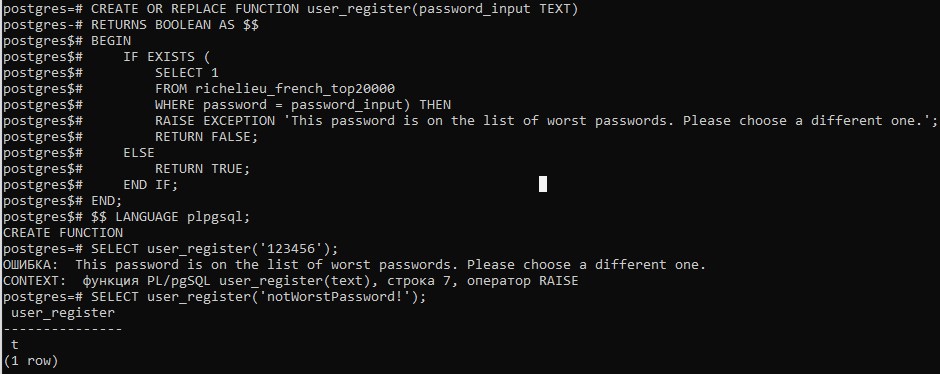 postgres=# CREATE OR REPLACE FUNCTION user_register(password_input TEXT)
postgres-# RETURNS BOOLEAN AS $$
postgres$# BEGIN
postgres$#     IF EXISTS (
postgres$#         SELECT 1
postgres$#         FROM richelieu_french_top20000
postgres$#         WHERE password = password_input) THEN
postgres$#         RAISE EXCEPTION 'This password is on the list of worst passwords. Please choose a different one.';
postgres$#         RETURN FALSE;
postgres$#     ELSE
postgres$#         RETURN TRUE;
postgres$#     END IF;
postgres$# END;
postgres$# $$ LANGUAGE plpgsql;
CREATE FUNCTION
postgres=# SELECT user_register('123456');
ОШИБКА:  This password is on the list of worst passwords. Please choose a different one.
CONTEXT:  функция PL/pgSQL user_register(text), строка 7, оператор RAISE
postgres=# SELECT user_register('notWorstPassword!');
 user_register
---------------
 t
(1 row)